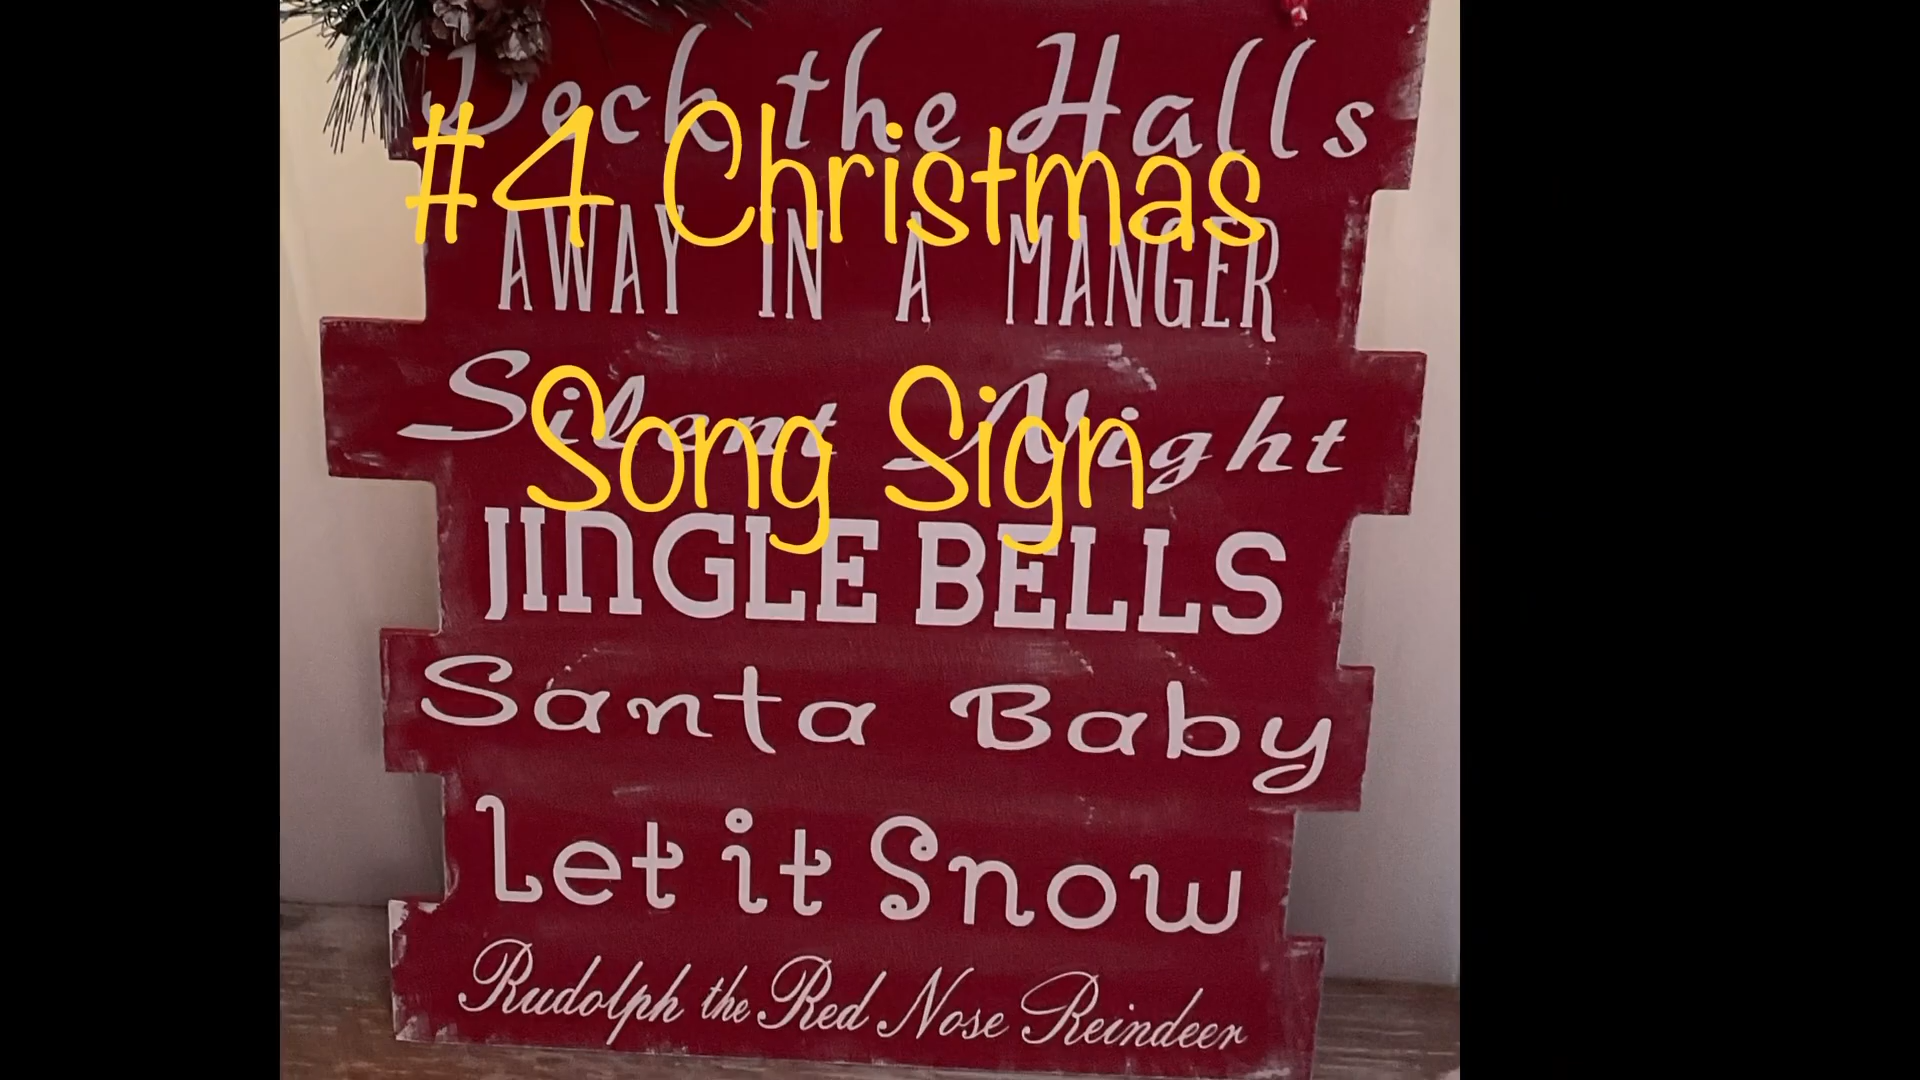 Deck the Halls
#4 Christmas
AWAY IN A MANGER
Silent Night
Song Sign
JINGLE BELLS
Santa Baby
Let it Snow
Rudolph the Red Nose Reindeer